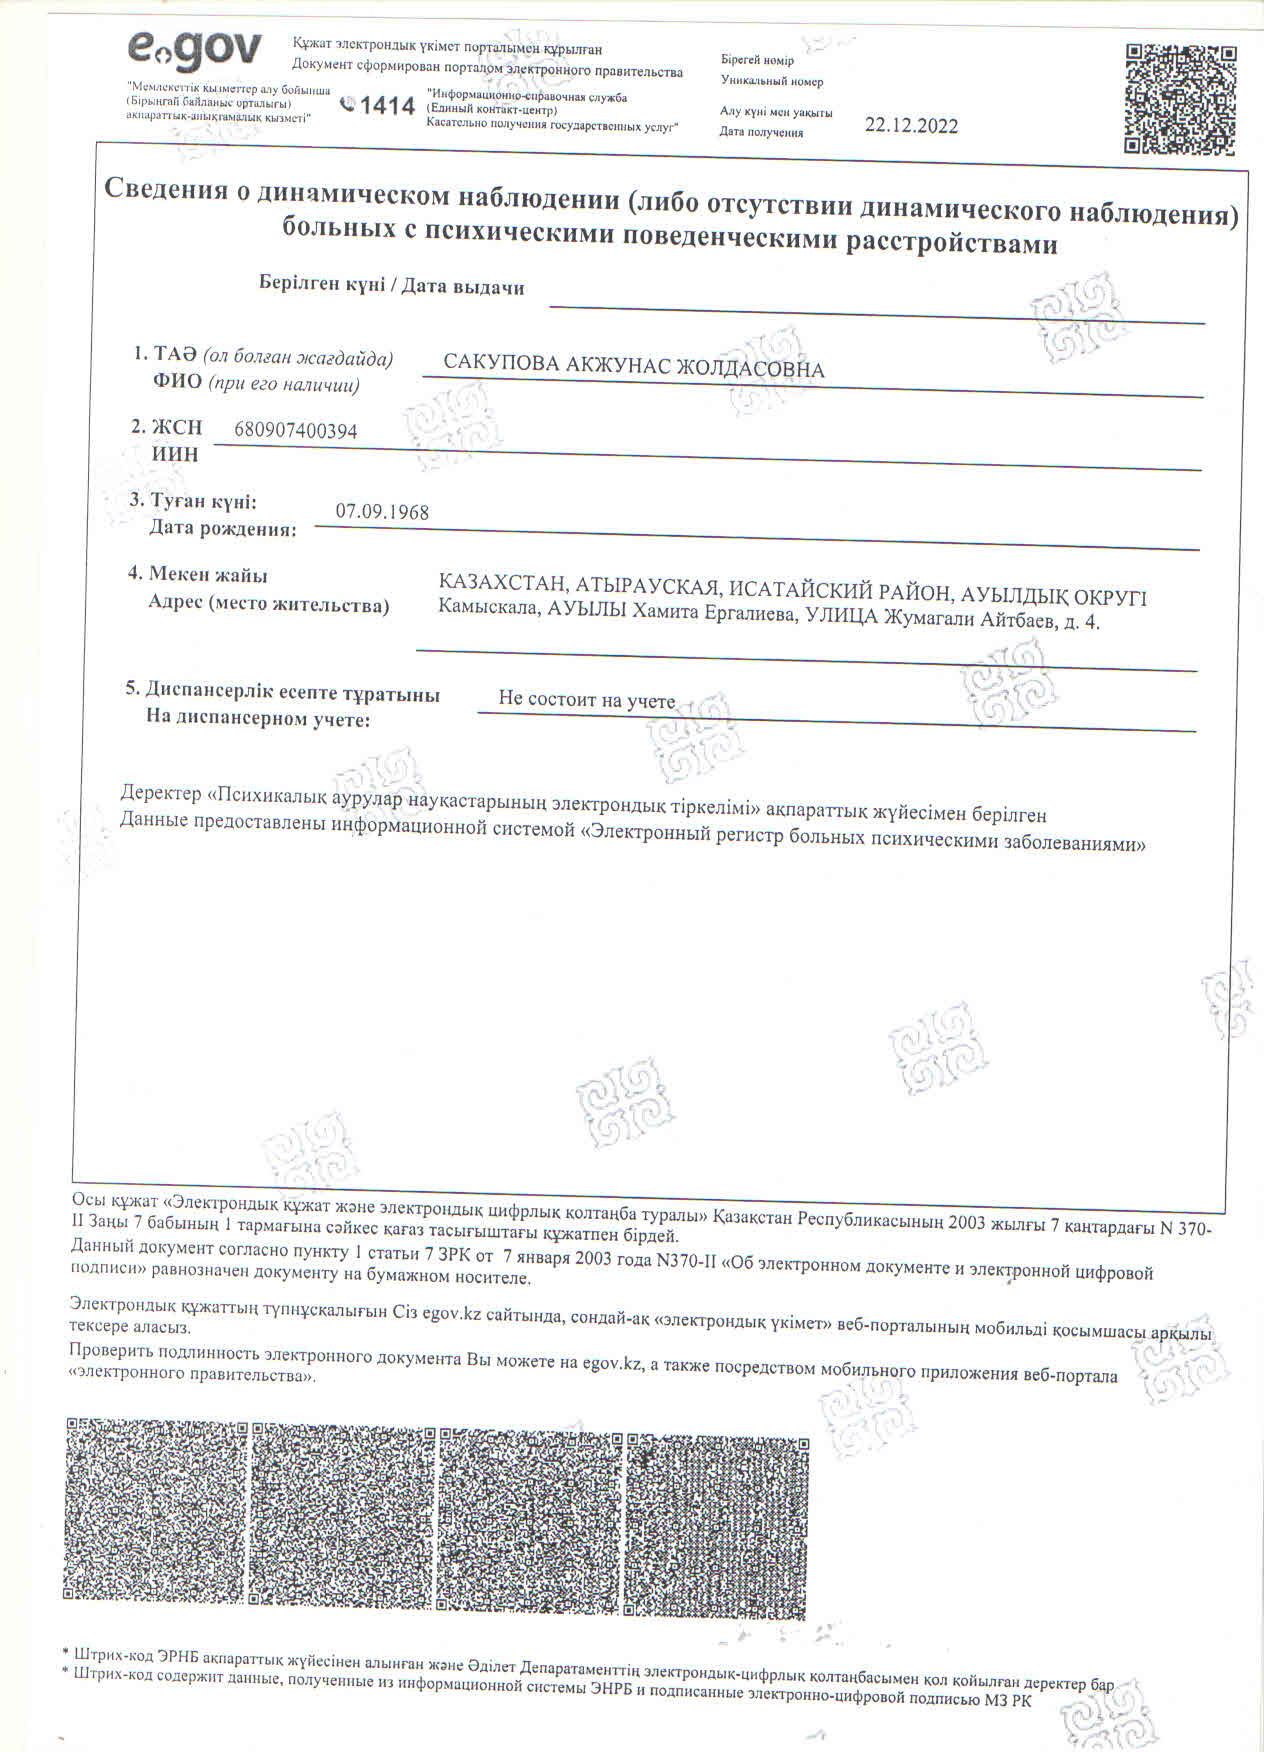 e.gov
Құжат электрондық үкімет порталымен құрылған
Документ сформирован порталом электронного правительства
"Мемлекеттік қызметтер алу бойынша
(Бірыңғай байланыс орталығы)
ақпараттық-анықтамалық қызметі"
1414
"Информационно-справочная служба
(Единый контакт-центр)
Касательно получения государственных услуг"
Бірегей нөмір
Уникальный номер
Алу күні мен уақыты
Дата получения
22.12.2022
Сведения о динамическом наблюдении (либо отсутствии динамического наблюдения)
больных с психическими поведенческими расстройствами
Берілген күні / Дата выдачи
1. ТАӘ (ол болған жағдайда)
САКУПОВА АКЖУНАС ЖОЛДАСОВНА
ФИО (при его наличии)
2. ЖСН
680907400394
ИИН
3. Туған күні:
07.09.1968
Дата рождения:
4. Мекен жайы
КАЗАХСТАН, АТЫРАУСКАЯ, ИСАТАЙСКИЙ РАЙОН, АУЫЛДЫҚ ОКРУГІ
Адрес (место жительства)
Камыскала, АУЫЛЫ Хамита Ергалиева, УЛИЦА Жумагали Айтбаев, д. 4.
5. Диспансерлік есепте тұратыны
Не состоит на учете
На диспансерном учете:
Деректер «Психикалық аурулар науқастарының электрондық тіркелімі» ақпараттық жүйесімен берілген
Данные предоставлены информационной системой «Электронный регистр больных психическими заболеваниями»
Осы құжат «Электрондық құжат және электрондық цифрлық қолтаңба туралы» Қазақстан Республикасының 2003 жылғы 7 қаңтардағы N 370-
II Заңы 7 бабының 1 тармағына сәйкес қағаз тасығыштағы құжатпен бірдей.
Данный документ согласно пункту 1 статьи 7 ЗРК от 7 января 2003 года N370-II «Об электронном документе и электронной цифровой
подписи» равнозначен документу на бумажном носителе.
Электрондық құжаттың түпнұсқалығын Сіз egov.kz сайтында, сондай-ақ «электрондық үкімет» веб-порталының мобильді қосымшасы арқылы
тексере аласыз.
Проверить подлинность электронного документа Вы можете на egov.kz, а также посредством мобильного приложения веб-портала
«электронного правительства».
* Штрих-код ЭРНБ ақпараттық жүйесінен алынған және Әділет Департаменттің электрондық-цифрлық қолтаңбасымен қол қойылған деректер бар
* Штрих-код содержит данные, полученные из информационной системы ЭНРБ и подписанные электронно-цифровой подписью МЗ РК